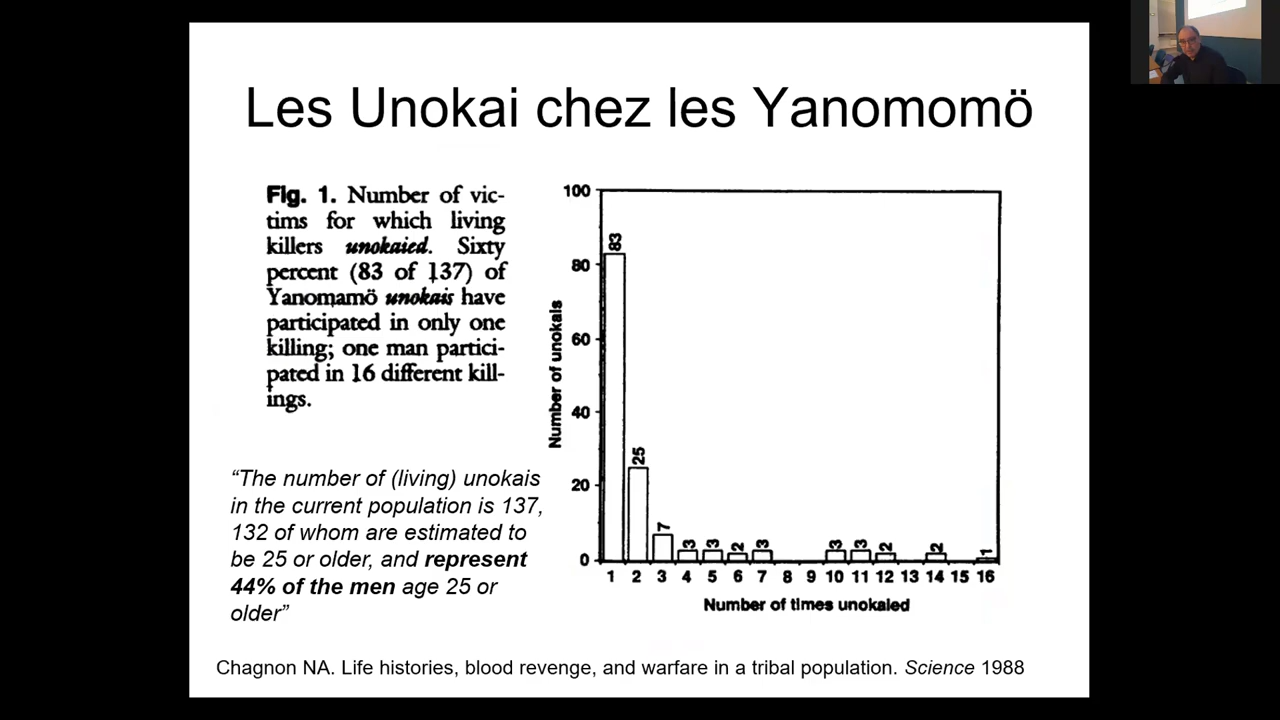 Les Unokai chez les Yanomomö
Fig. 1. Number of vic-
tims for which living
killers unokaied. Sixty
percent (83 of 137) of
Yanomamö unokais have
participated in only one
killing; one man partici-
pated in 16 different kill-
ings.
“The number of (living) unokais
in the current population is 137,
132 of whom are estimated to
be 25 or older, and represent
44% of the men age 25 or
older”
Number of unokais
100
80
60
40
20
0
83
25
7
3
3
2
3
3
3
2
2
1
1 2 3 4 5 6 7 8 9 10 11 12 13 14 15 16
Number of times unokaied
Chagnon NA. Life histories, blood revenge, and warfare in a tribal population. Science 1988